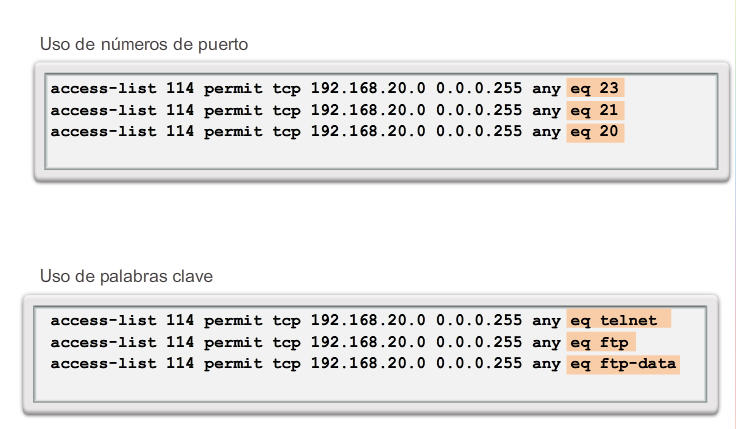 Uso de números de puerto
access-list 114 permit tcp 192.168.20.0 0.0.0.255 any eq 23
access-list 114 permit tcp 192.168.20.0 0.0.0.255 any eq 21
access-list 114 permit tcp 192.168.20.0 0.0.0.255 any eq 20
Uso de palabras clave
access-list 114 permit tcp 192.168.20.0 0.0.0.255 any eq telnet
access-list 114 permit tcp 192.168.20.0 0.0.0.255 any eq ftp
access-list 114 permit tcp 192.168.20.0 0.0.0.255 any eq ftp-data